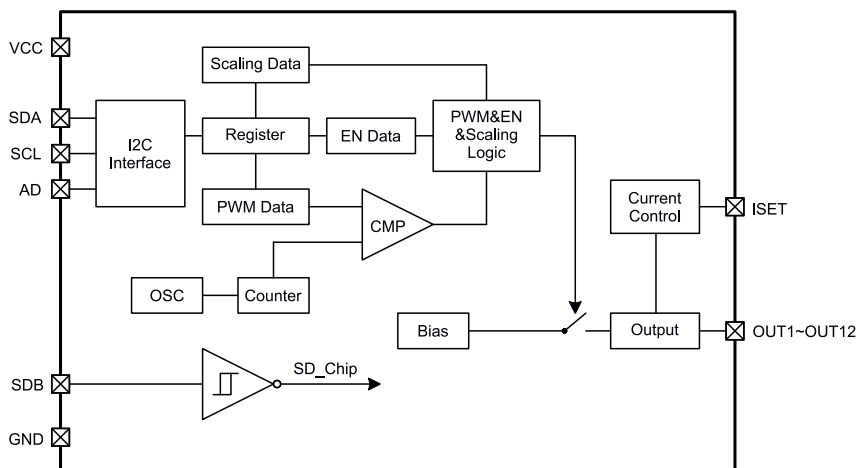 VCC
SDA
SCL
AD
SDB
GND
I2C
Interface
Scaling Data
Register
EN Data
PWM Data
PWM&EN
&Scaling
Logic
CMP
OSC
Counter
Bias
Current
Control
Output
ISET
OUT1~OUT12
SD_Chip